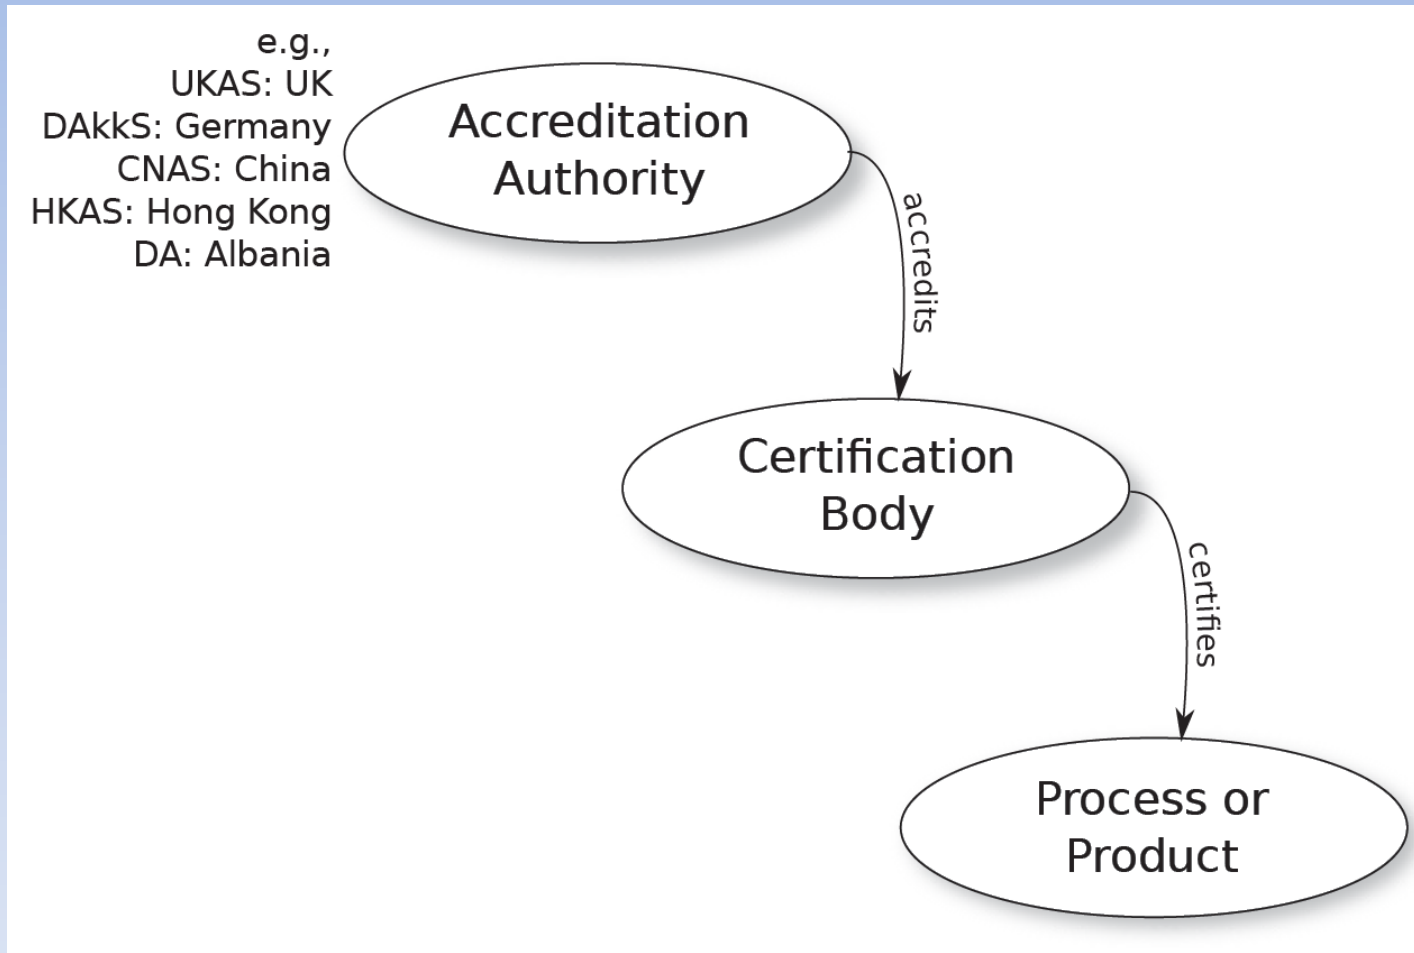 e.g.,
UKAS: UK
DAkkS: Germany
CNAS: China
HKAS: Hong Kong
DA: Albania
Accreditation
Authority
accredits
Certification
Body
certifies
Process or
Product